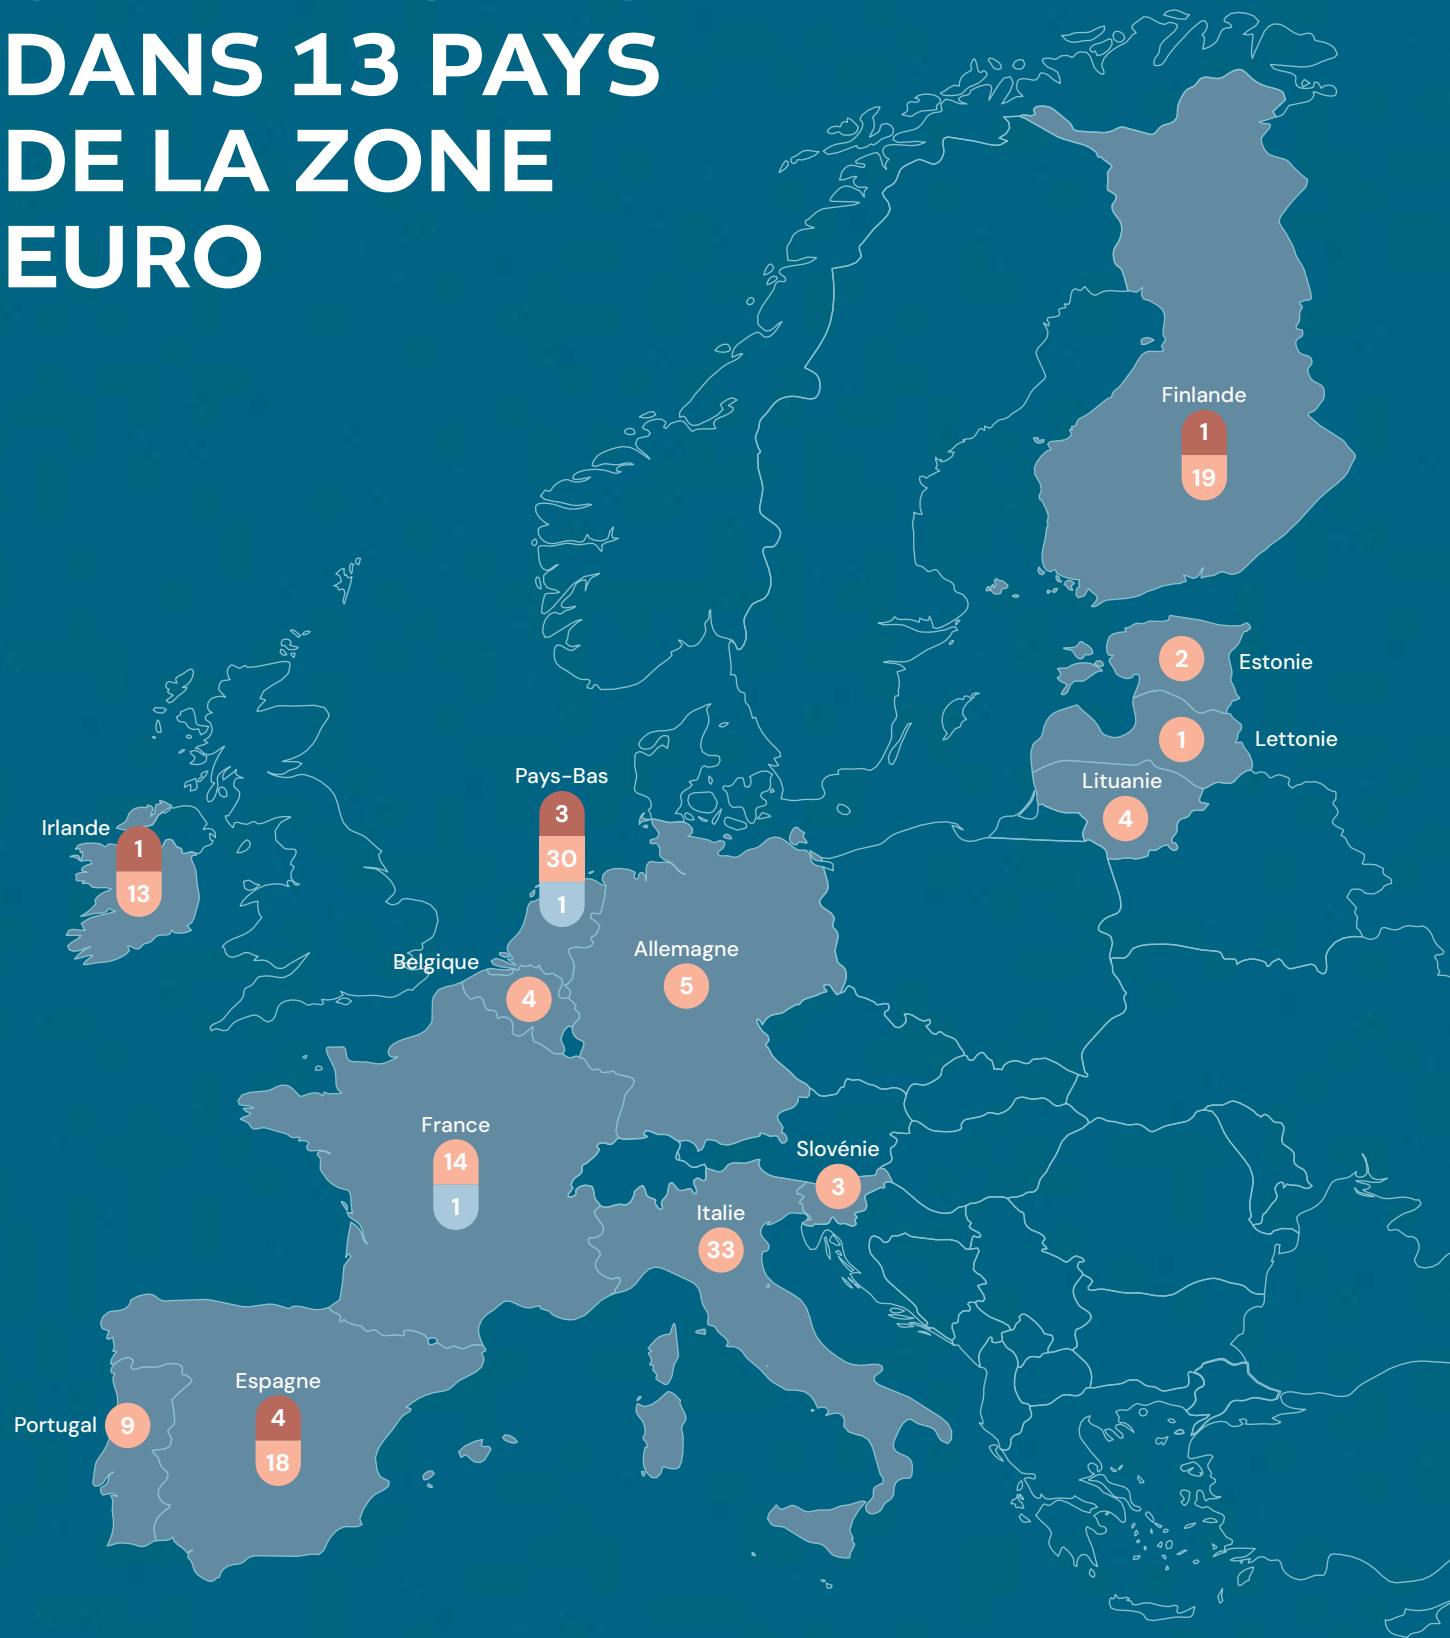 DANS 13 PAYS
DE LA ZONE
EURO
Finlande
1
19
2
Estonie
1
Lettonie
Lituanie
4
Pays-Bas
3
30
1
Irlande
1
13
Belgique
4
Allemagne
5
France
14
1
Slovénie
3
Italie
33
Espagne
4
18
Portugal
9